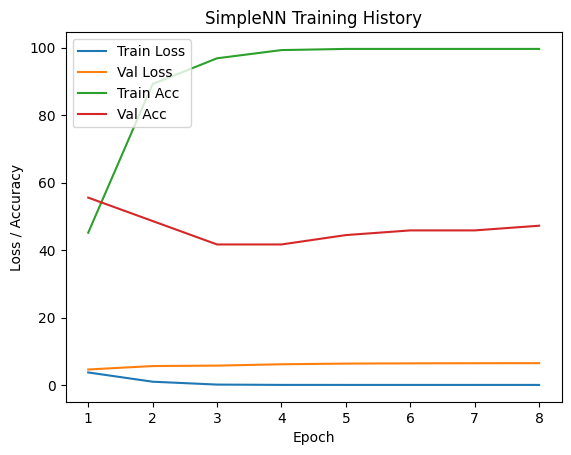 SimpleNN Training History
Train Loss
Val Loss
Train Acc
Val Acc
100
80
60
40
20
0
Loss / Accuracy
1 2 3 4 5 6 7 8
Epoch